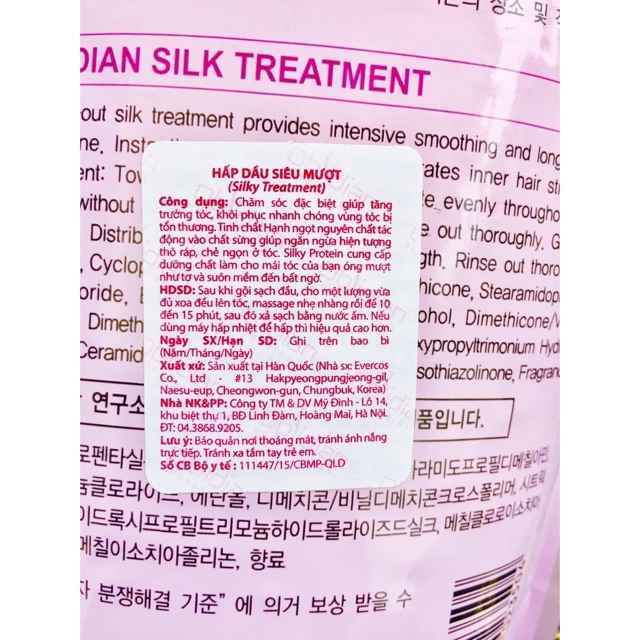 DIAN SILK TREATMENT
out silk treatment provides intensive smoothing and long
HẤP DẦU SIÊU MƯỢT
(Silky Treatment)
Công dụng: Chăm sóc đặc biệt giúp tăng
trưởng tóc, khôi phục nhanh chóng vùng tóc bị
tổn thương. Tinh chất Hạnh ngọt nguyên chất tác
động vào chất sừng giúp ngăn ngừa hiện tượng
thô ráp, chẻ ngọn ở tóc. Silky Protein cung cấp
dưỡng chất làm cho mái tóc của bạn óng mượt
như tơ và suôn mềm đến bất ngờ.
HDSD: Sau khi gội sạch đầu, cho một lượng vừa
đủ xoa đều lên tóc, massage nhẹ nhàng rồi để 10
đến 15 phút, sau đó xả sạch bằng nước ấm. Nếu
dùng máy hấp nhiệt để hấp thì hiệu quả cao hơn.
Ngày SX/Hạn SD: Ghi trên bao bì
(Năm/Tháng/Ngày)
Xuất xứ: Sản xuất tại Hàn Quốc (Nhà sx: Evercos
Co., Ltd - #13 Hakpyeongpungjeong-gil,
Naesu-eup, Cheongwon-gun, Chungbuk, Korea)
Nhà NK&PP: Công ty TM & DV Mỹ Đình - Lô 14,
khu biệt thự 1, BĐ Linh Đàm, Hoàng Mai, Hà Nội.
ĐT: 04.3868.9205.
Lưu ý: Bảo quản nơi thoáng mát, tránh ánh nắng
trực tiếp. Tránh xa tầm tay trẻ em.
Số CB Bộ y tế : 111447/15/CBMP-QLD
ates inner hair
evenly througho
e out thoroughly. G
gth. Rinse out thoro
hicone, Stearamidop
ohol, Dimethicone/V
xypropyltrimonium Hyd
sothiazolinone, Fragran
연구소
품입니다.
로펜타실
라미도프로필디메칠아민,
늄클로라이드, 에탄올, 디메치콘/비닐디메치콘크로스폴리머, 시트릭
이드록시프로필트리모늄하이드롤라이즈드실크, 메칠클로로이소치아
메칠이소치아졸리논, 향료
자 분쟁해결 기준” 에 의거 보상 받을 수